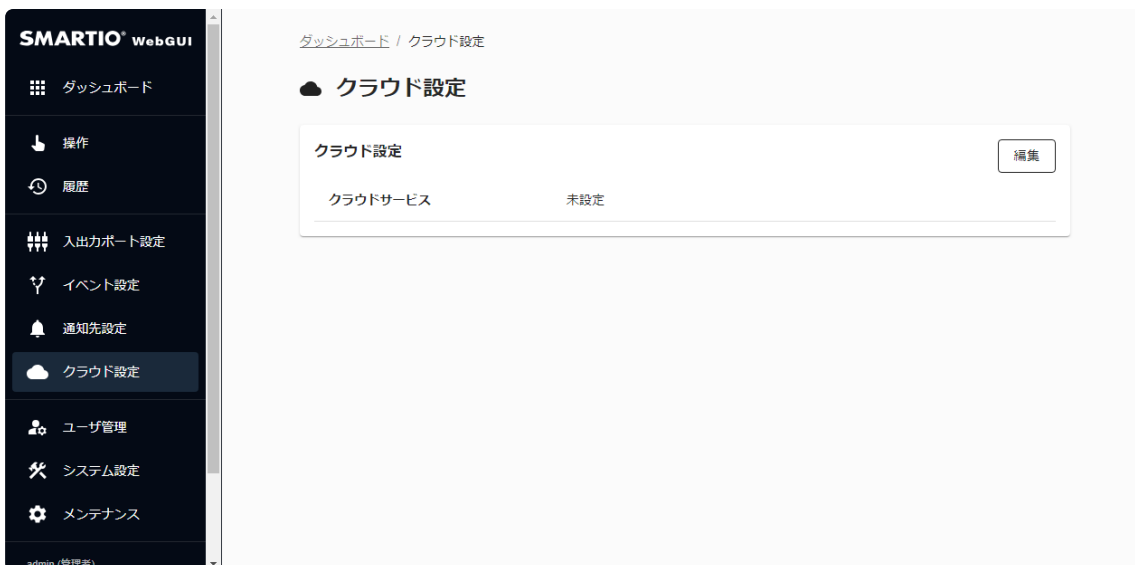 SMARTIO® WebGUI
ダッシュボード
操作
履歴
入出力ポート設定
イベント設定
通知先設定
クラウド設定
ユーザ管理
システム設定
メンテナンス
admin (管理者)
ダッシュボード / クラウド設定
クラウド設定
クラウド設定
編集
クラウドサービス 未設定